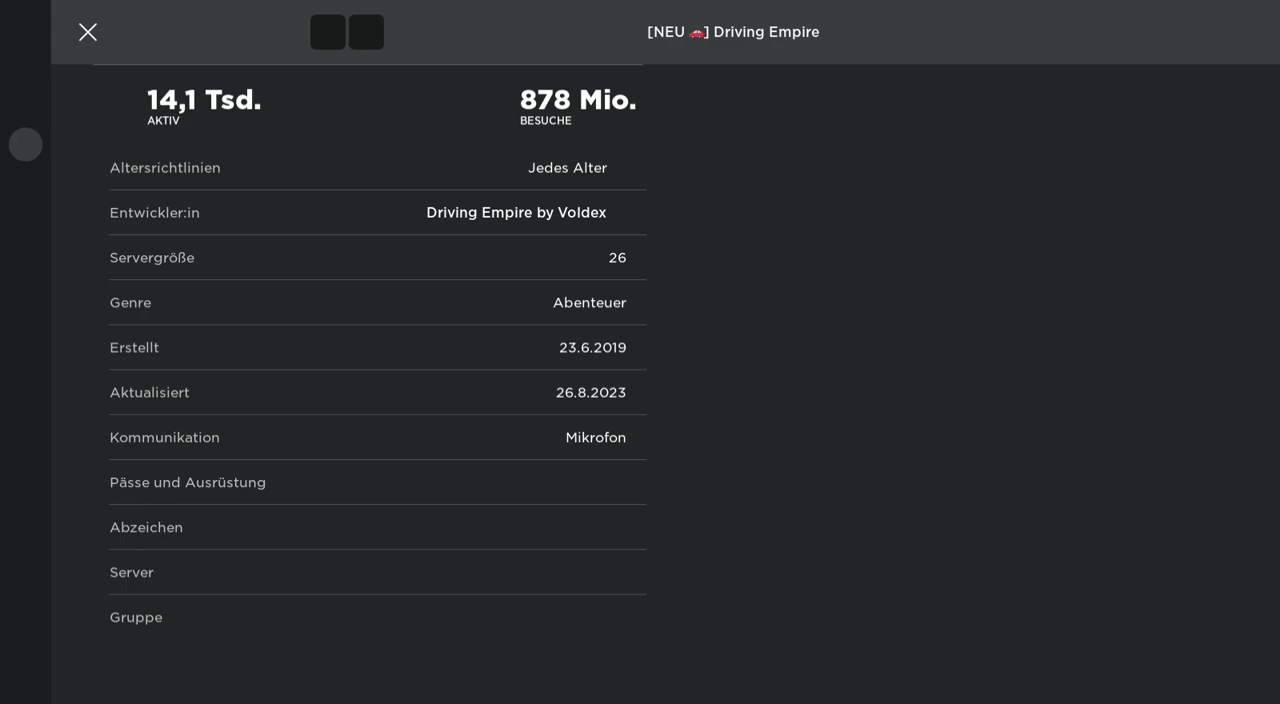 [NEU 🚗] Driving Empire
14,1 Tsd.
AKTIV
878 Mio.
BESUCHE
Altersrichtlinien Jedes Alter
Entwickler:in Driving Empire by Voldex
Servergröße 26
Genre Abenteuer
Erstellt 23.6.2019
Aktualisiert 26.8.2023
Kommunikation Mikrofon
Pässe und Ausrüstung
Abzeichen
Server
Gruppe